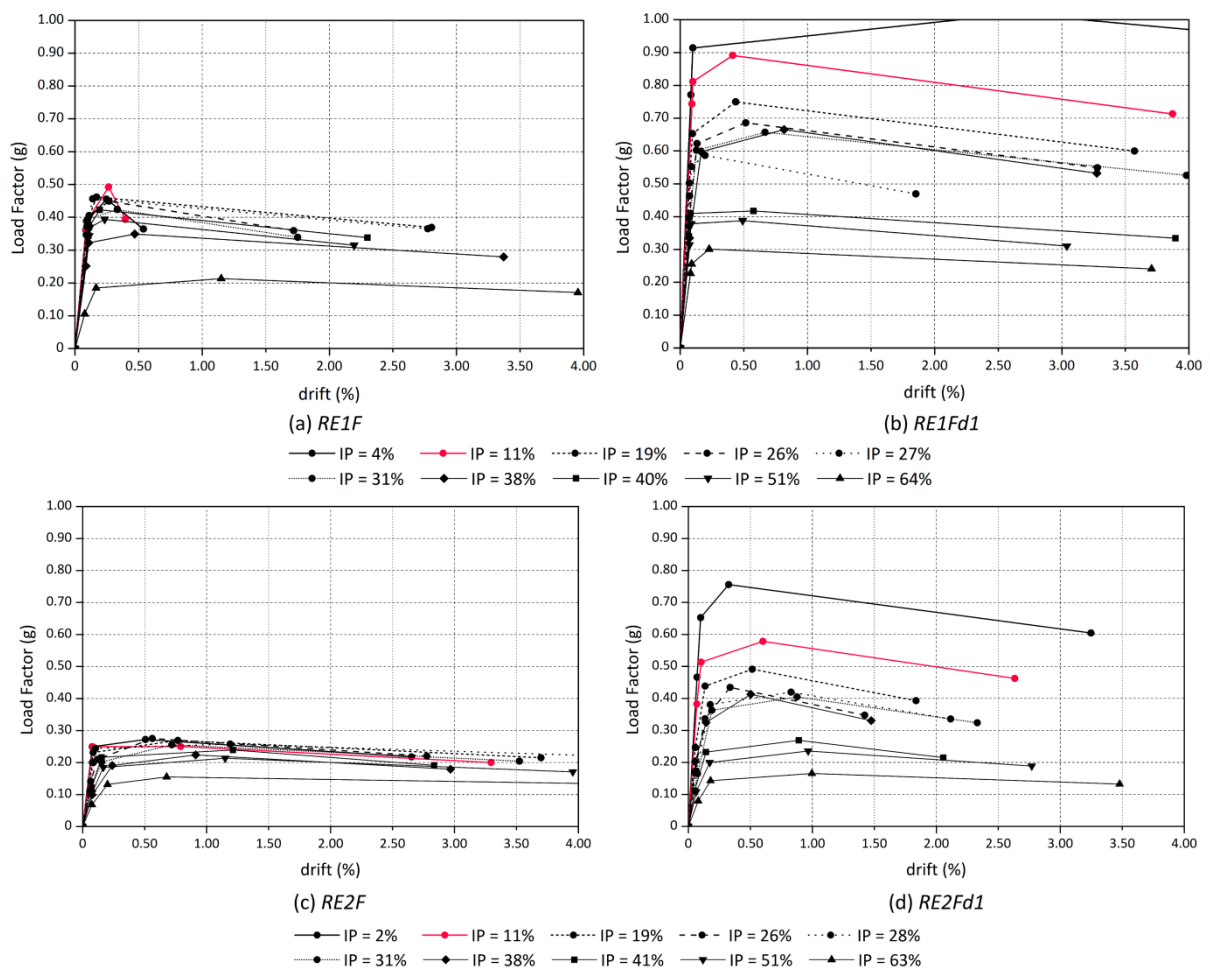 1.00
0.90
0.80
0.70
0.60
0.50
0.40
0.30
0.20
0.10
0
Load Factor (g)
0 0.50 1.00 1.50 2.00 2.50 3.00 3.50 4.00
drift (%)
(a) RE1F
1.00
0.90
0.80
0.70
0.60
0.50
0.40
0.30
0.20
0.10
0
Load Factor (g)
0 0.50 1.00 1.50 2.00 2.50 3.00 3.50 4.00
drift (%)
(b) RE1Fd1
IP = 4% IP = 11% IP = 19% IP = 26% IP = 27%
IP = 31% IP = 38% IP = 40% IP = 51% IP = 64%
1.00
0.90
0.80
0.70
0.60
0.50
0.40
0.30
0.20
0.10
0
Load Factor (g)
0 0.50 1.00 1.50 2.00 2.50 3.00 3.50 4.00
drift (%)
(c) RE2F
1.00
0.90
0.80
0.70
0.60
0.50
0.40
0.30
0.20
0.10
0
Load Factor (g)
0 0.50 1.00 1.50 2.00 2.50 3.00 3.50 4.00
drift (%)
(d) RE2Fd1
IP = 2% IP = 11% IP = 19% IP = 26% IP = 28%
IP = 31% IP = 38% IP = 41% IP = 51% IP = 63%